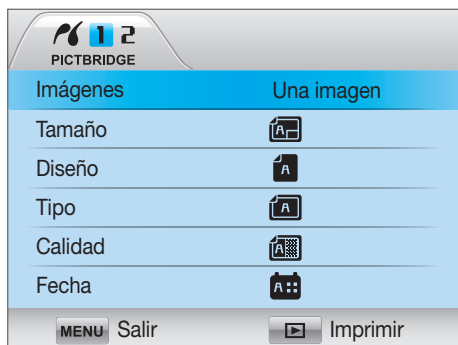 1 2
PICTBRIDGE
Imágenes Una imagen
Tamaño A
Diseño A
Tipo A
Calidad A
Fecha A
MENU Salir Imprimir